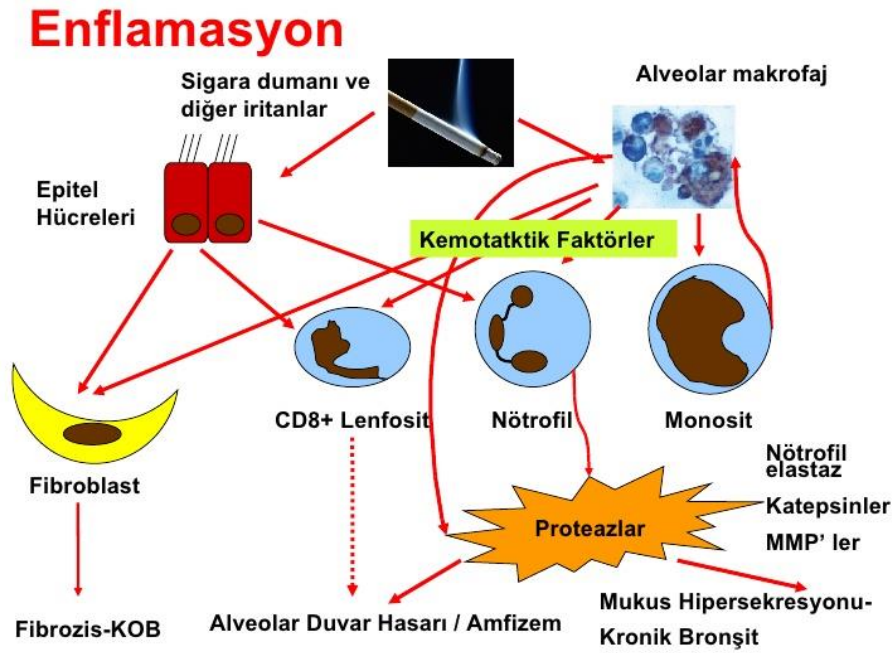 Enflamasyon
Sigara dumanı ve
diğer iritanlar
Alveolar makrofaj
Epitel
Hücreleri
Kemotatktik Faktörler
CD8+ Lenfosit
Nötrofil
Monosit
Fibroblast
Nötrofil
elastaz
Katepsinler
MMP’ ler
Proteazlar
Fibrozis-KOB
Alveolar Duvar Hasarı / Amfizem
Mukus Hipersekresyonu-
Kronik Bronşit